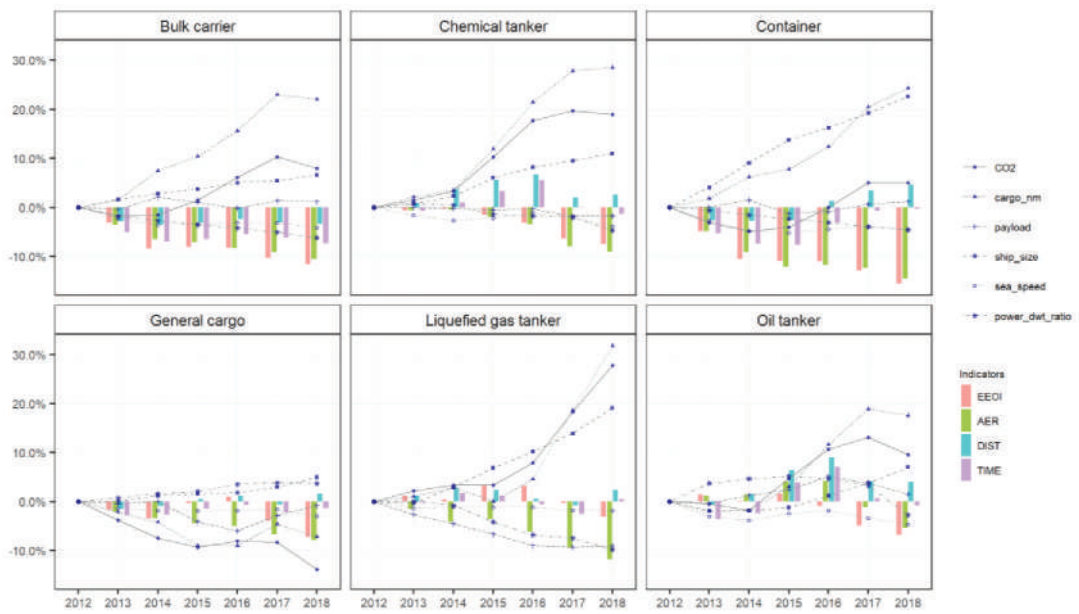 Bulk carrier
Chemical tanker
Container
30.0%
20.0%
10.0%
0.0%
-10.0%
General cargo
Liquefied gas tanker
Oil tanker
30.0%
20.0%
10.0%
0.0%
-10.0%
2012 2013 2014 2015 2016 2017 2018
2012 2013 2014 2015 2016 2017 2018
2012 2013 2014 2015 2016 2017 2018
CO2
cargo_nm
payload
ship_size
sea_speed
power_dwt_ratio
Indicators
EEOI
AER
DIST
TIME